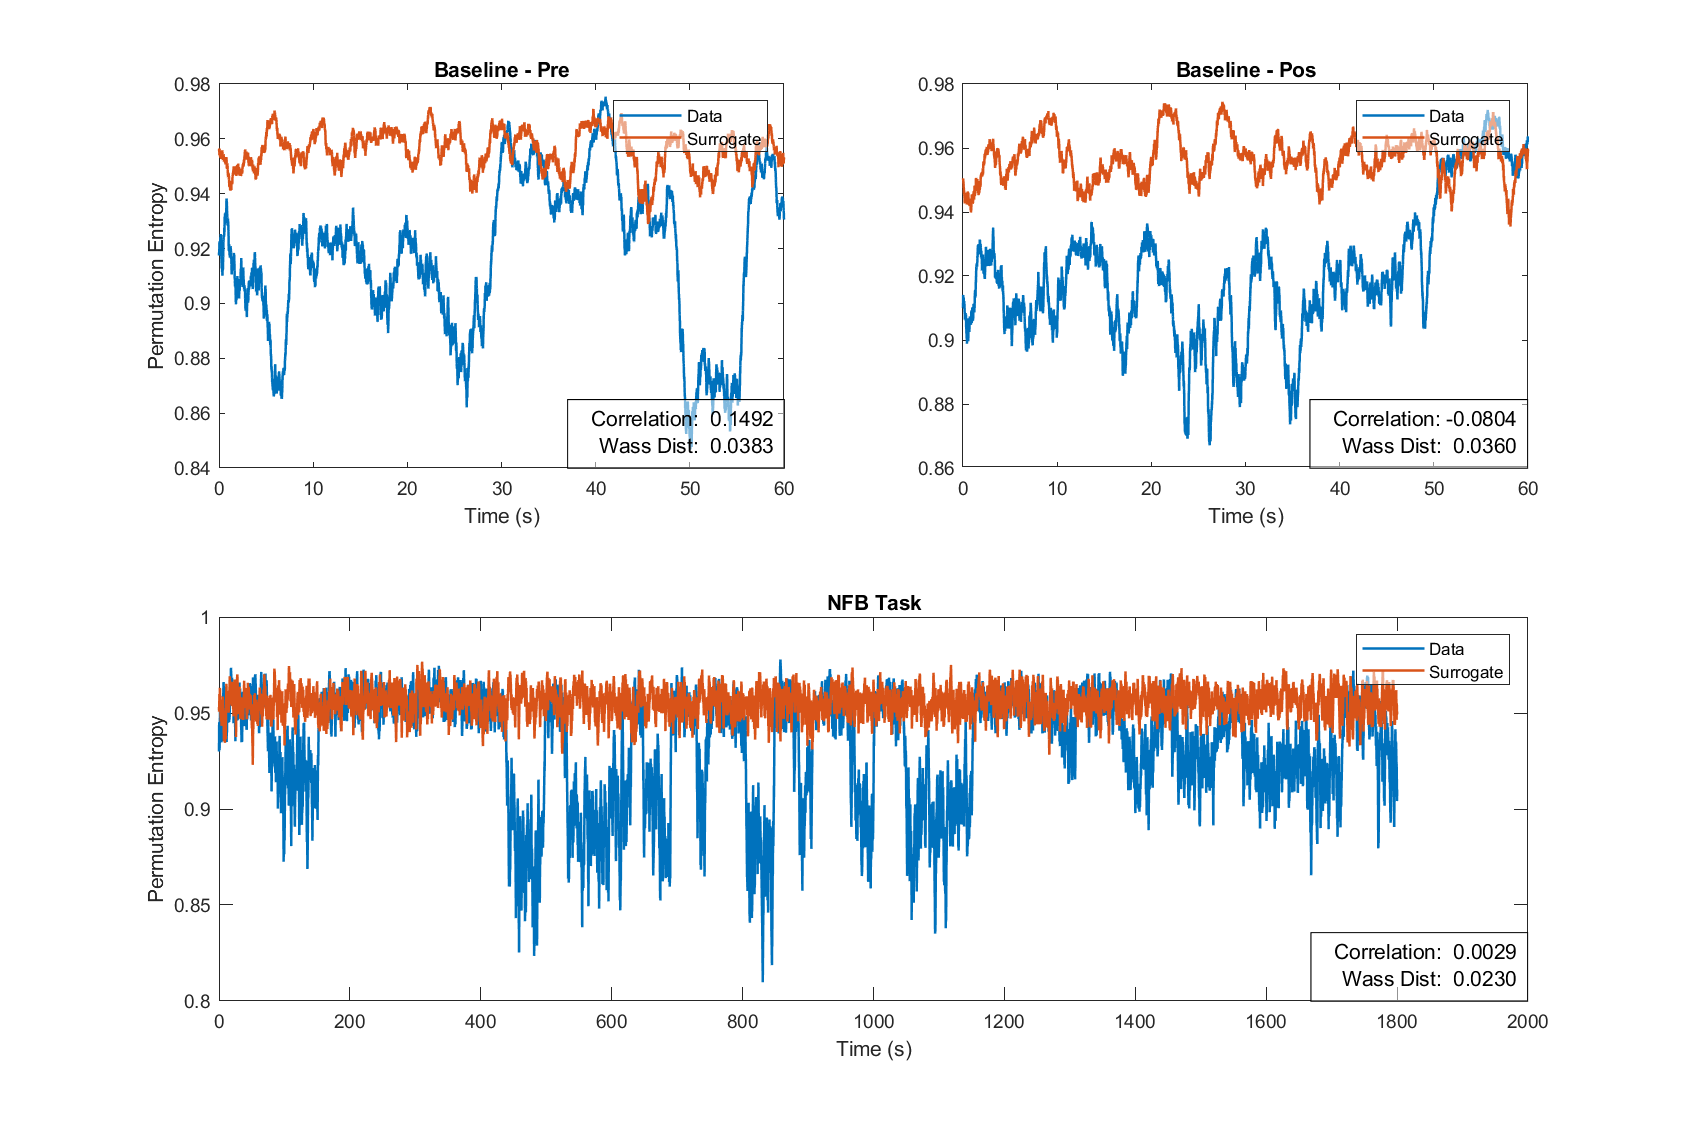 Baseline - Pre
0.98
0.96
0.94
0.92
0.9
0.88
0.86
0.84
Permutation Entropy
Data
Surrogate
Correlation: 0.1492
Wass Dist: 0.0383
0 10 20 30 40 50 60
Time (s)
Baseline - Pos
0.98
0.96
0.94
0.92
0.9
0.88
0.86
Data
Surrogate
Correlation: -0.0804
Wass Dist: 0.0360
0 10 20 30 40 50 60
Time (s)
NFB Task
1
0.95
0.9
0.85
0.8
Permutation Entropy
Data
Surrogate
Correlation: 0.0029
Wass Dist: 0.0230
0 200 400 600 800 1000 1200 1400 1600 1800 2000
Time (s)